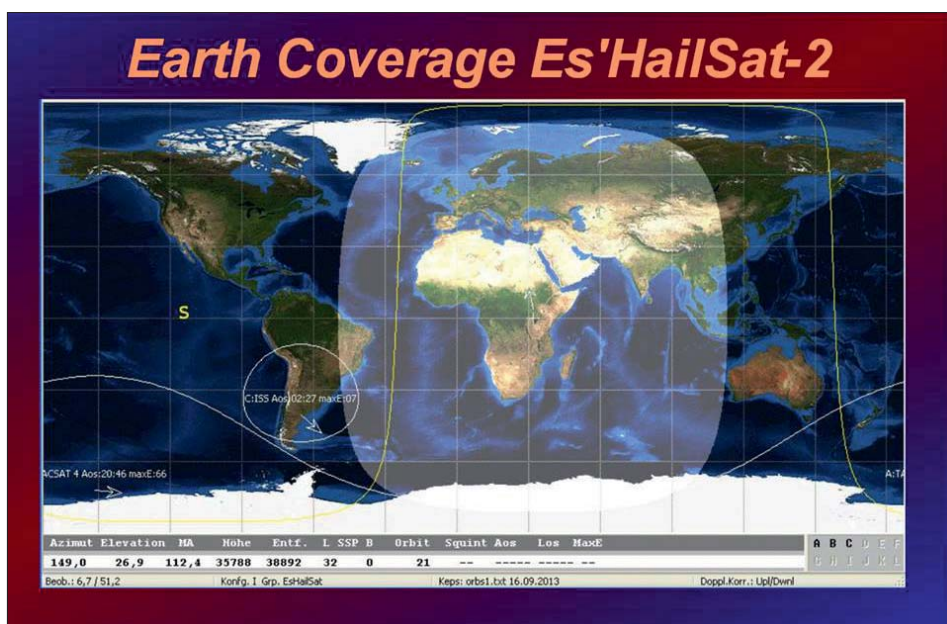 Earth Coverage Es'HailSat-2
S
C:ISS Aos:02:27 maxE:07
ACSAT 4 Aos:20:46 maxE:66
A:TA
Azimut Elevation MA Höhe Entf. L SSP B Orbit Squint Aos Los MaxE
A B C D E F
149,0 26,9 112,4 35788 38892 32 0 21 -- ----- ----- --
G H I J K L
Beob.: 6,7 / 51,2 Konfg. I Grp. EsHailSat Keps: orbs1.txt 16.09.2013 Doppl.Korr.: Upl/Dwnl